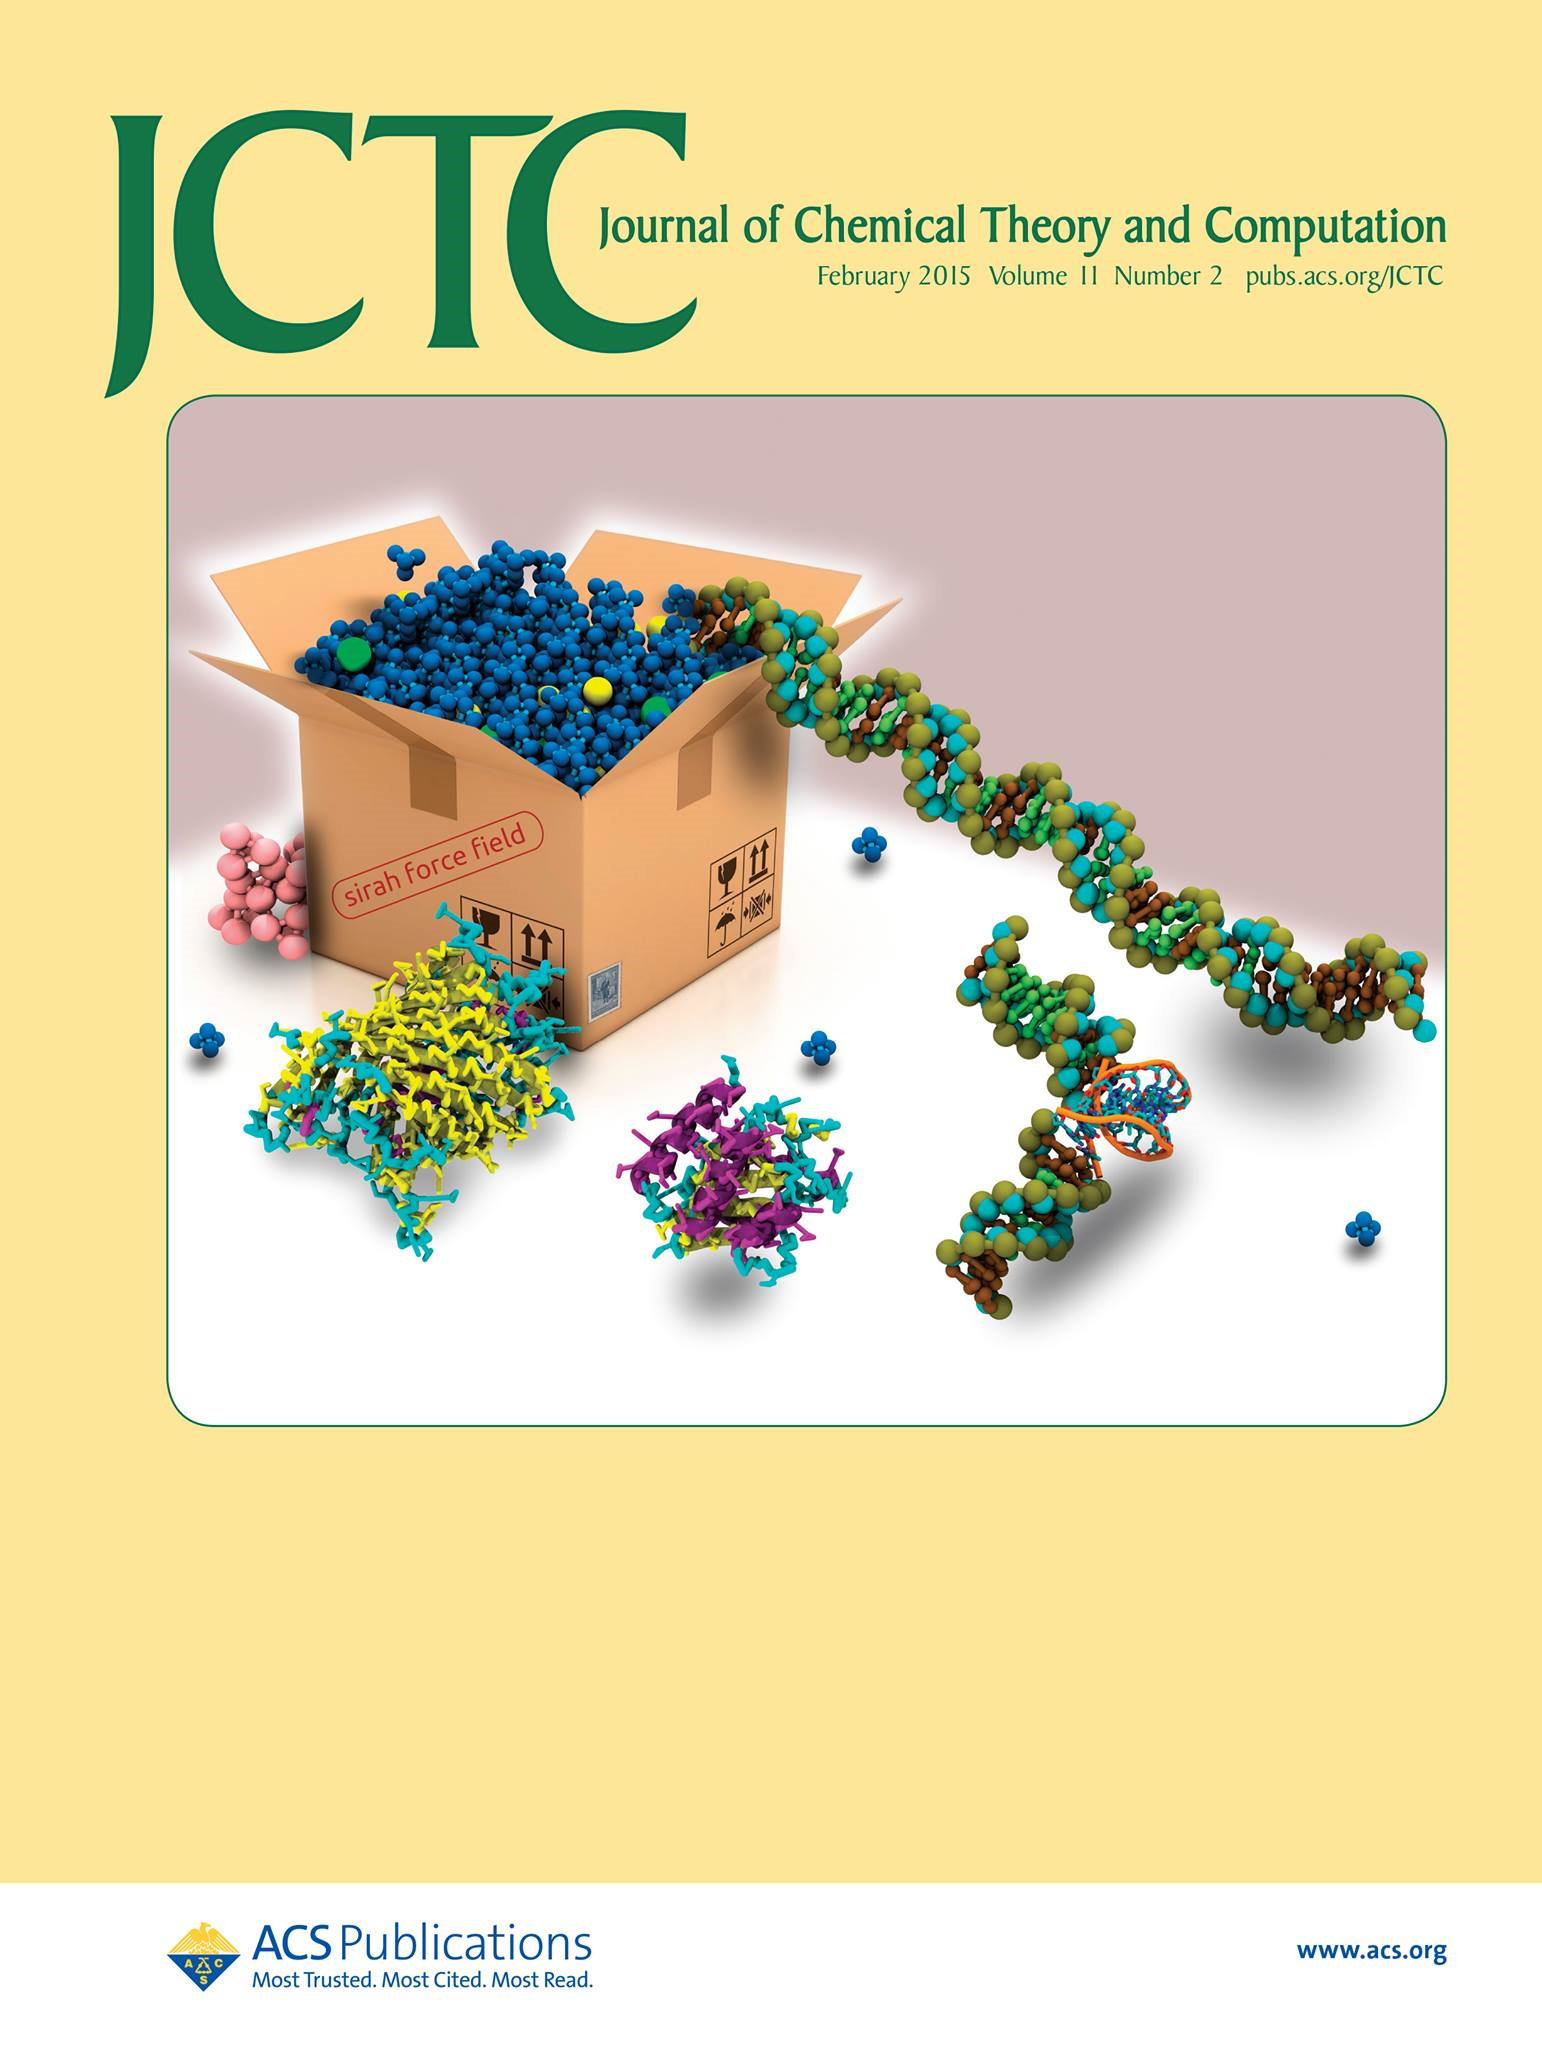 JCTC
Journal of Chemical Theory and Computation
February 2015 Volume 11 Number 2 pubs.acs.org/JCTC
sirah force field
ACS Publications
Most Trusted. Most Cited. Most Read.
A C
S
www.acs.org